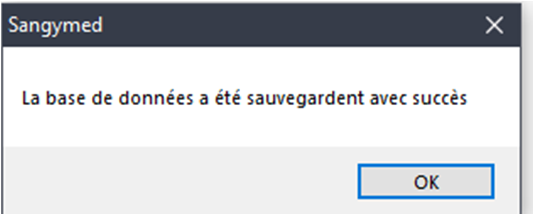 Sangymed
La base de données a été sauvegardent avec succès
OK